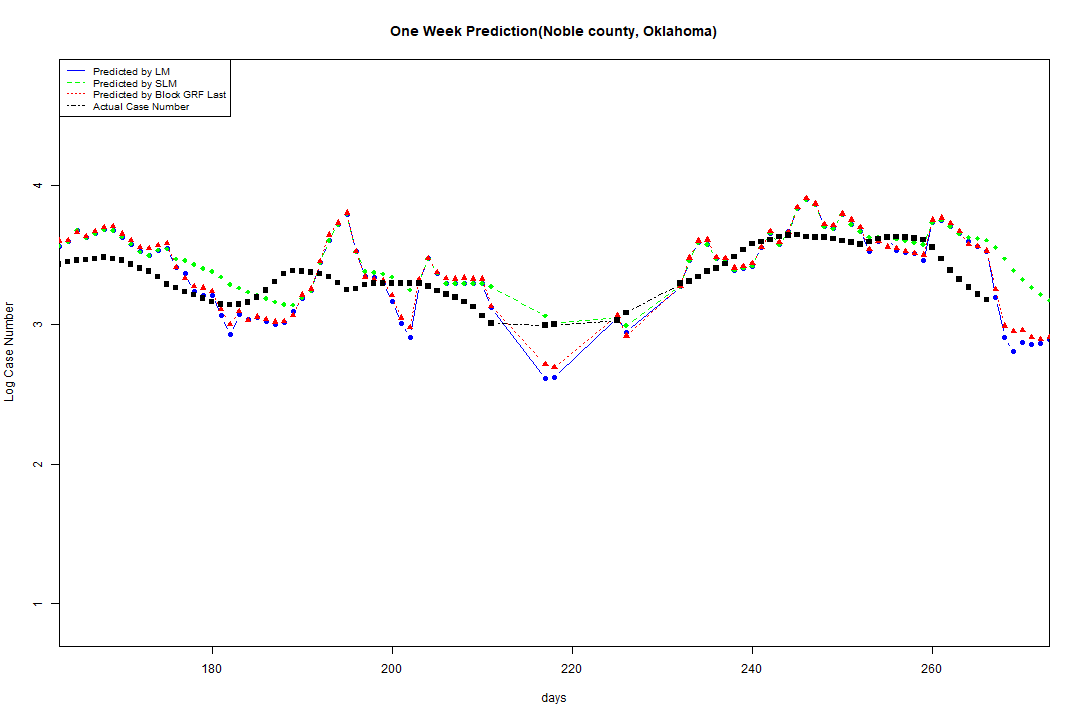 One Week Prediction(Noble county, Oklahoma)
Predicted by LM
Predicted by SLM
Predicted by Block GRF Last
Actual Case Number
4
3
2
1
Log Case Number
180 200 220 240 260
days